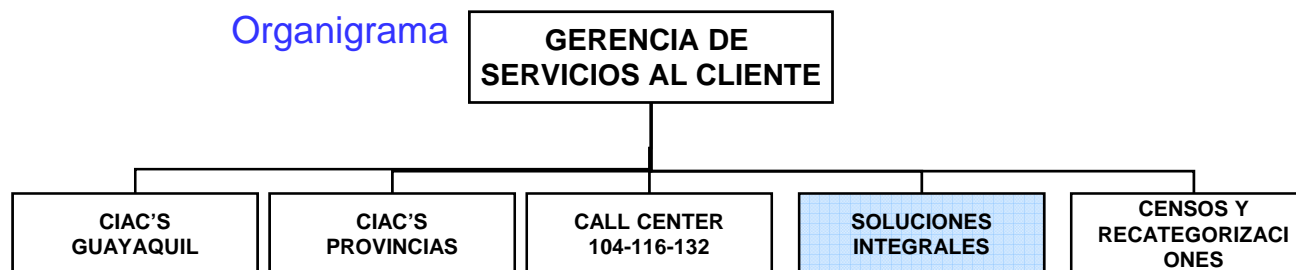 Organigrama
GERENCIA DE
SERVICIOS AL CLIENTE
CIAC'S
GUAYAQUIL
CIAC'S
PROVINCIAS
CALL CENTER
104-116-132
SOLUCIONES
INTEGRALES
CENSOS Y
RECATEGORIZACI
ONES